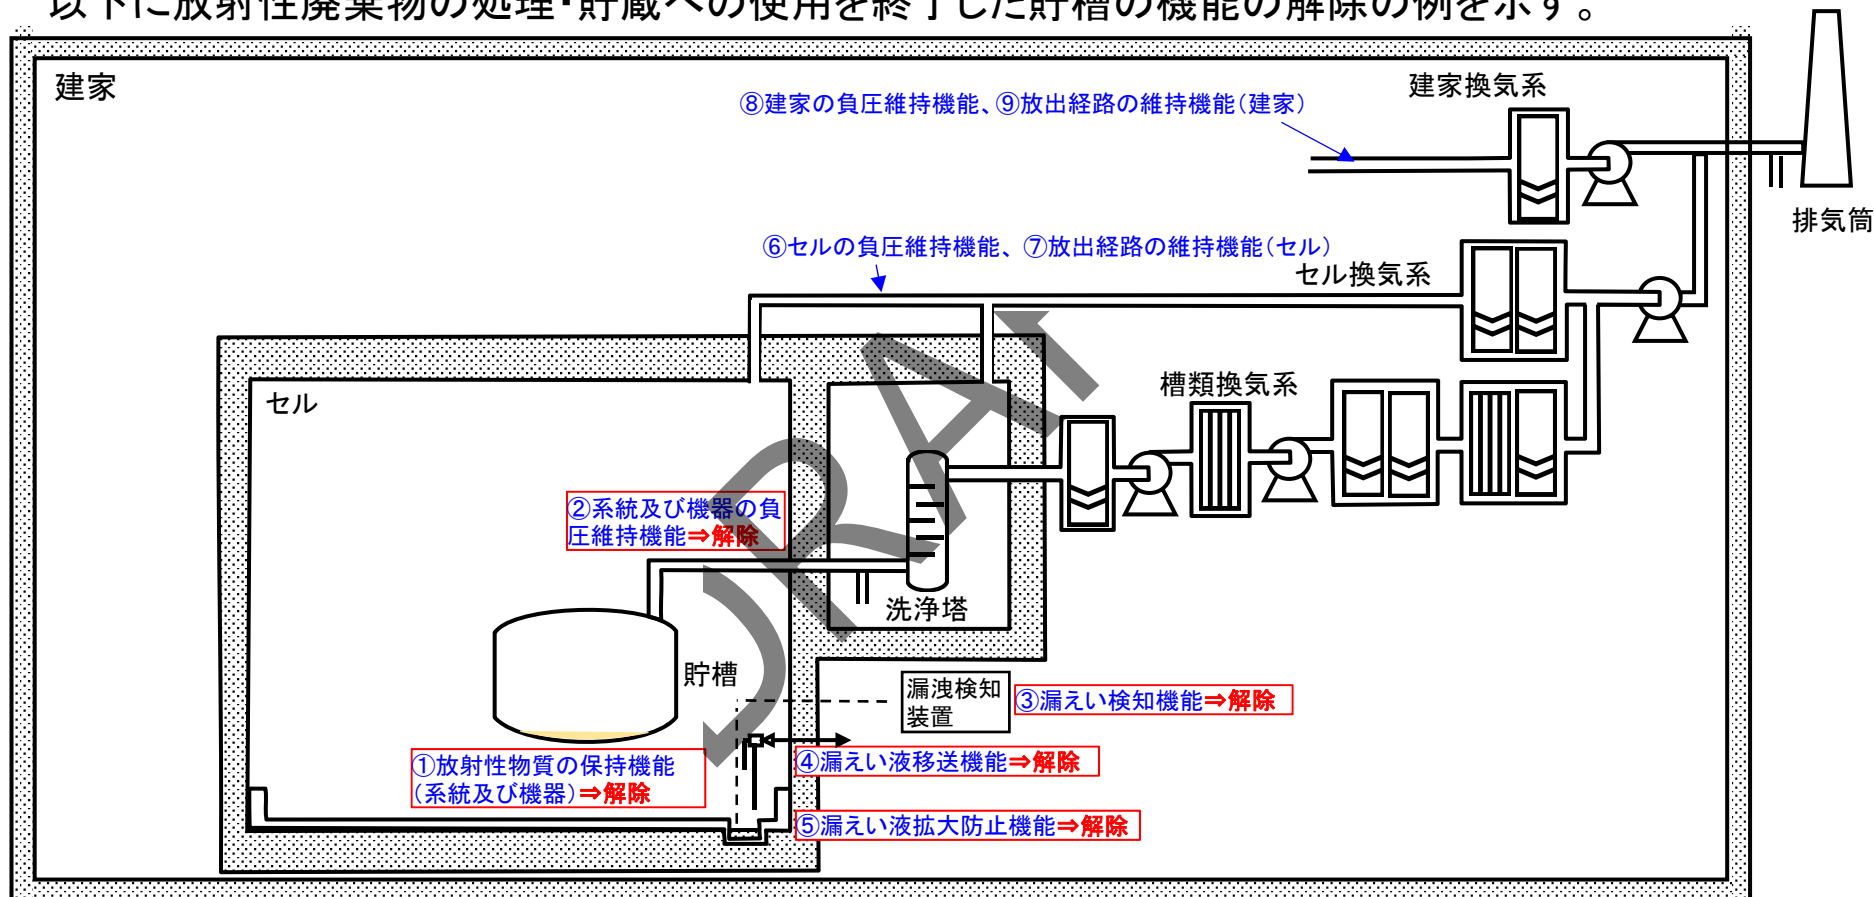 以下に放射性廃棄物の処理・貯蔵への使用を終了した貯槽の機能の解除の例を示す。
建家
建家換気系
⑧建家の負圧維持機能、⑨放出経路の維持機能(建家)
排気筒
⑥セルの負圧維持機能、⑦放出経路の維持機能(セル)
セル換気系
セル
槽類換気系
②系統及び機器の負
圧維持機能⇒解除
洗浄塔
貯槽
漏洩検知
装置
③漏えい検知機能⇒解除
①放射性物質の保持機能
(系統及び機器)⇒解除
④漏えい液移送機能⇒解除
⑤漏えい液拡大防止機能⇒解除
DRAF